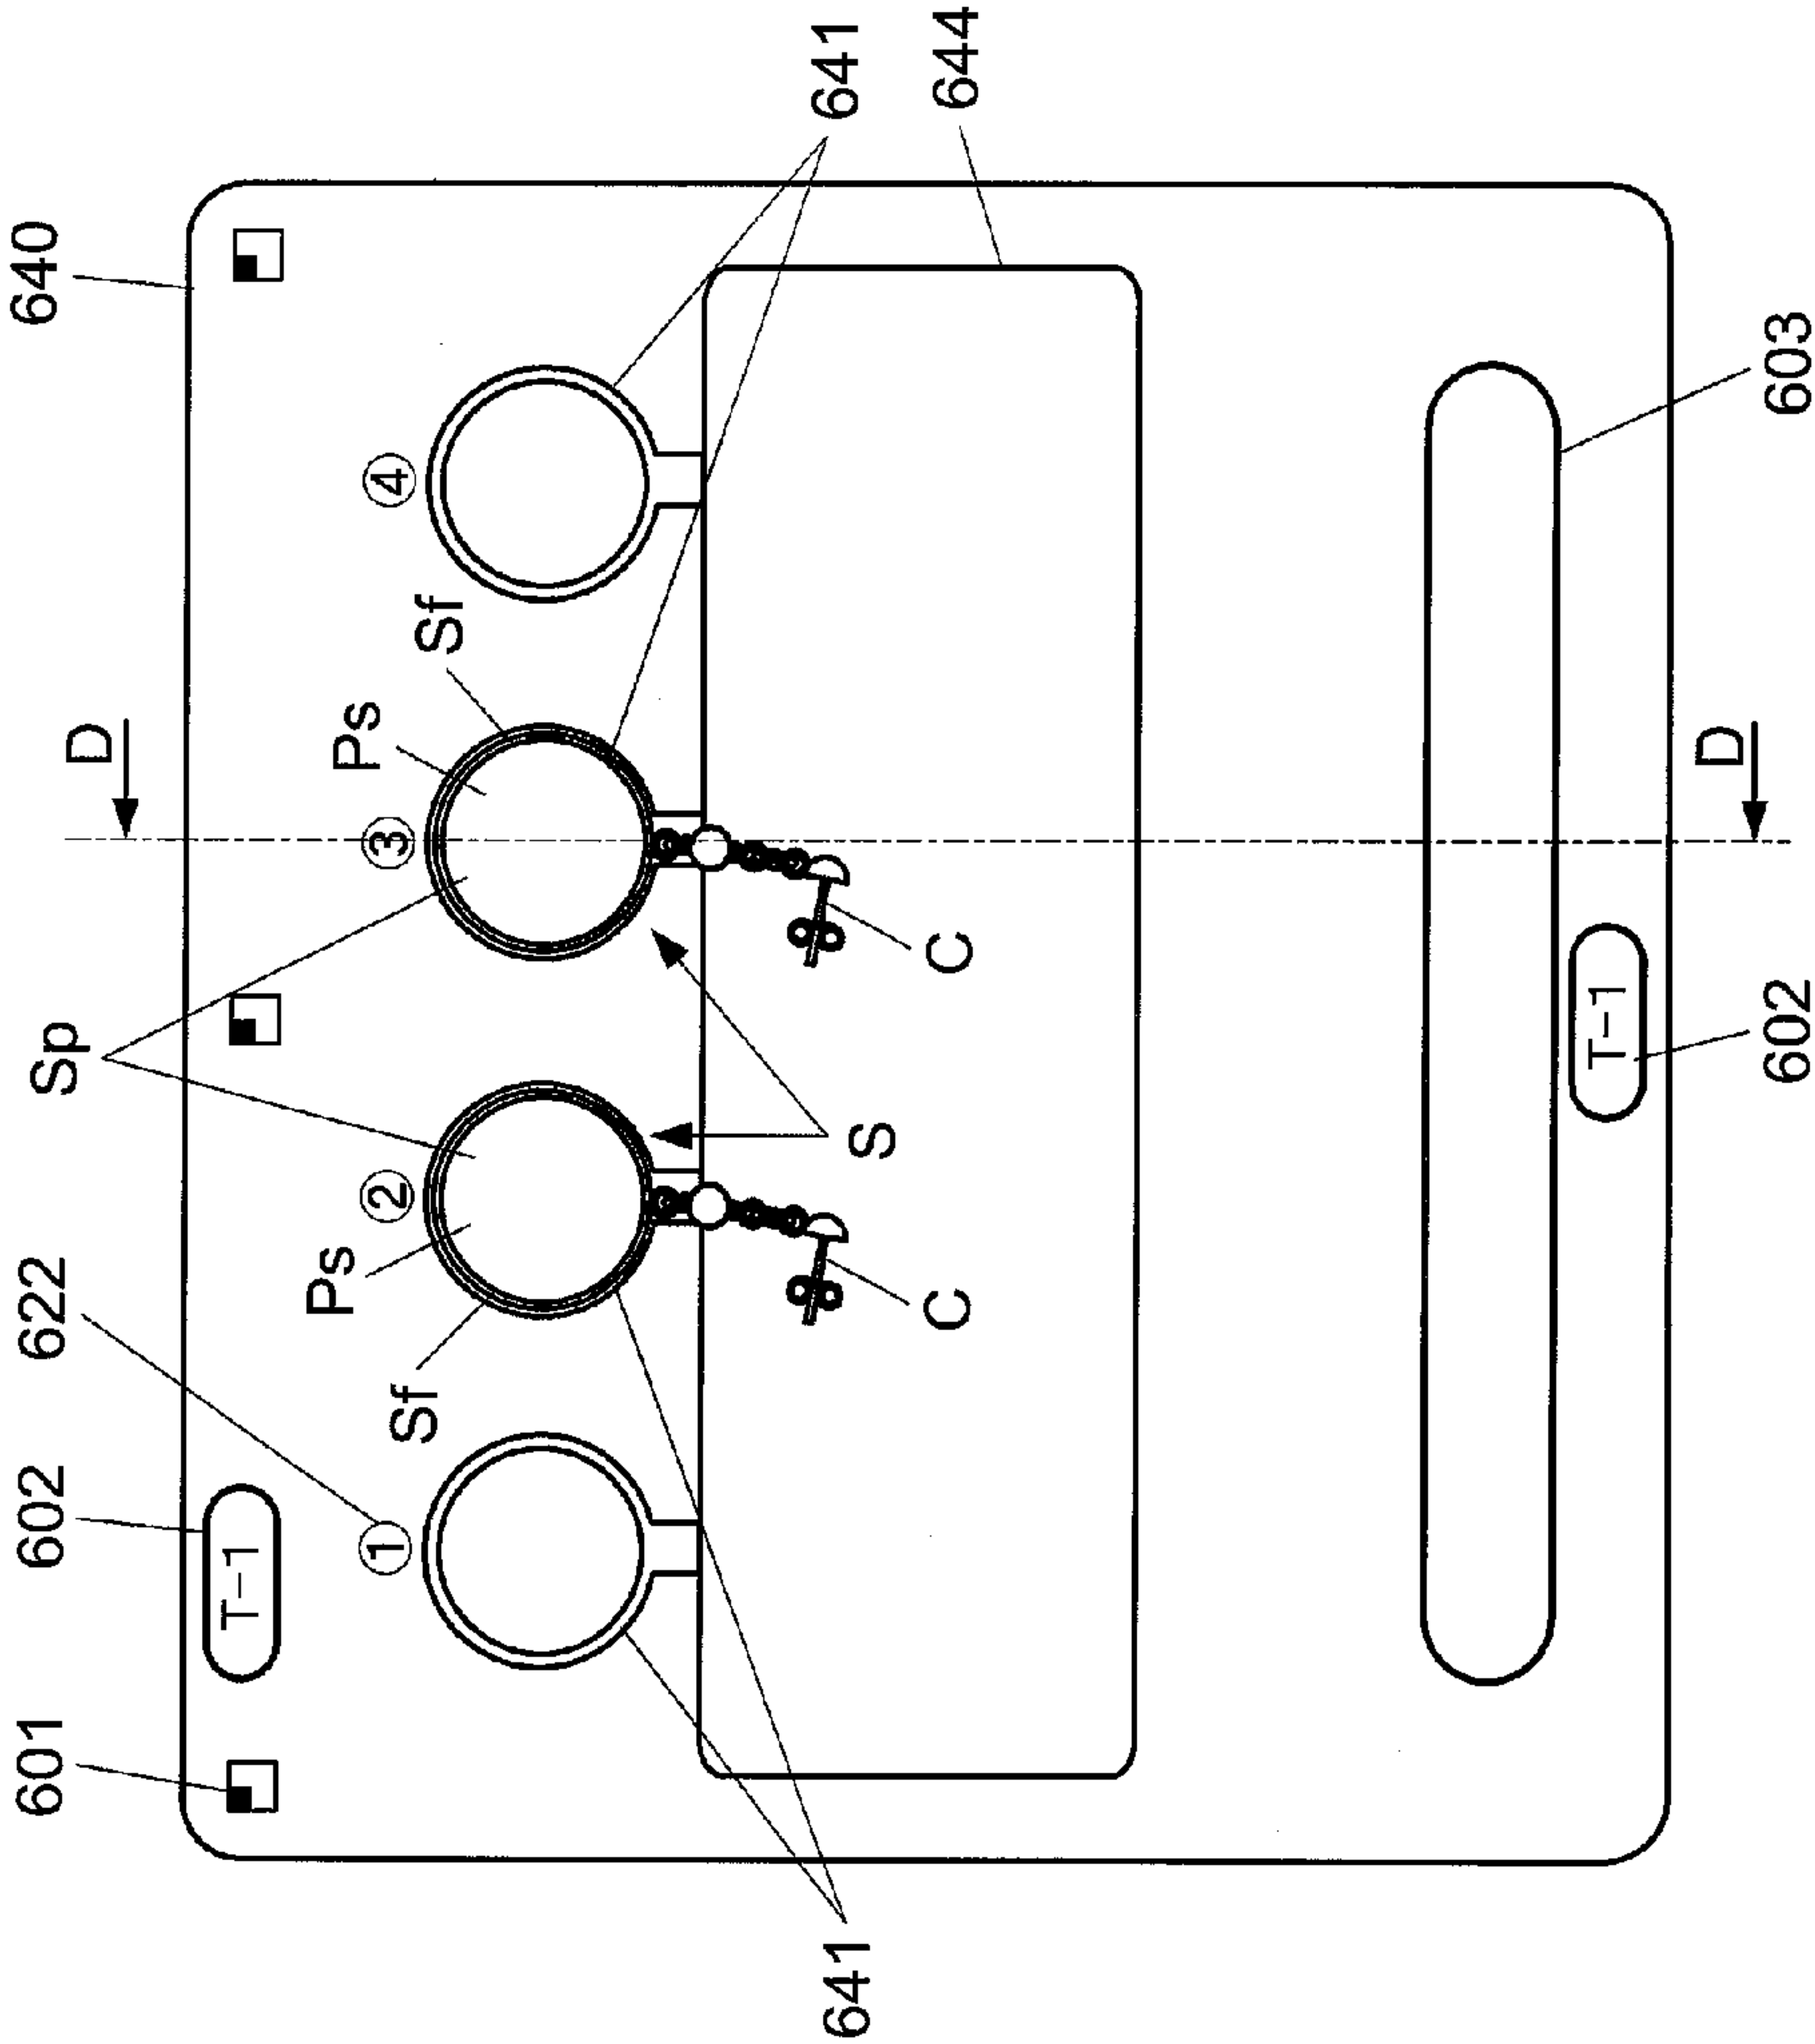 601 602 622 Sp 640
D
T-1
Ps Ps
① ② ③ ④
Sf Sf
641 S 641
C C 644
T-1
D
602 603